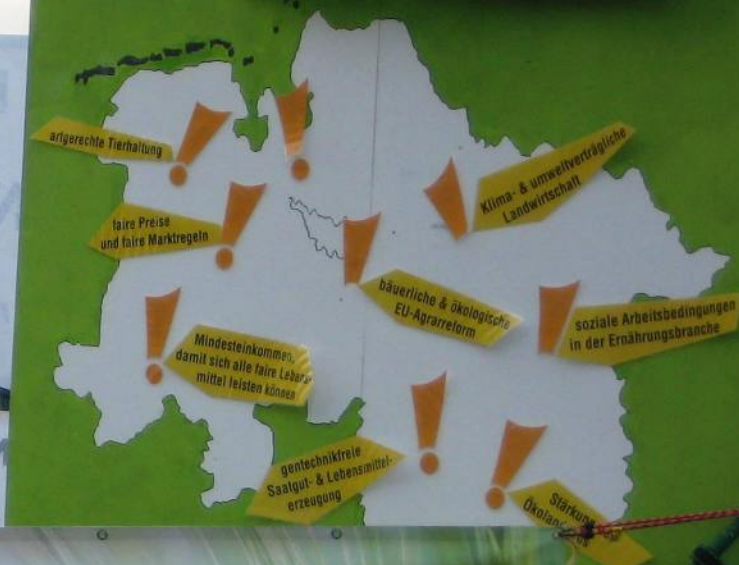 artgerechte Tierhaltung
Klima- & umweltverträgliche
Landwirtschaft
faire Preise
und faire Marktregeln
bäuerliche & ökologische
EU-Agrarreform
soziale Arbeitsbedingungen
in der Ernährungsbranche
Mindesteinkommen,
damit sich alle faire Lebens-
mittel leisten können
gentechnikfreie
Saatgut- & Lebensmittel-
erzeugung